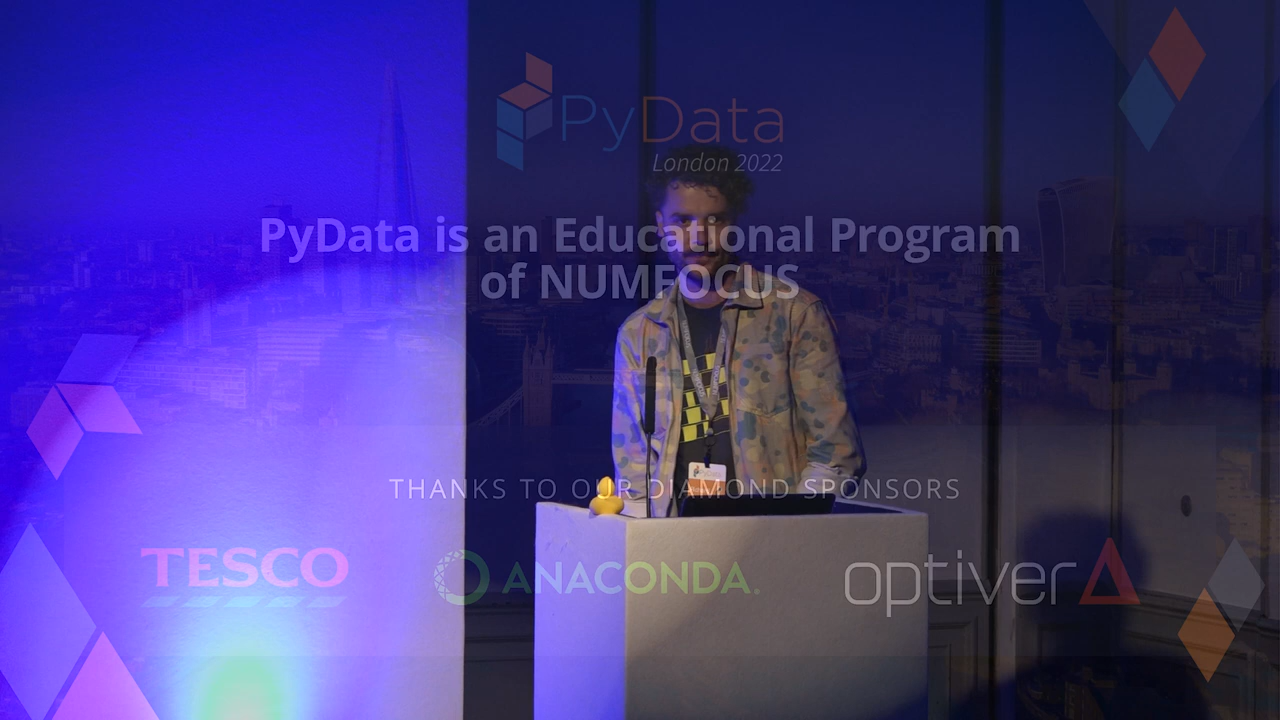 PyData
London 2022
PyData is an Educational Program
of NUMFOCUS
THANKS TO OUR DIAMOND SPONSORS
TESCO
ANACONDA.
optiver